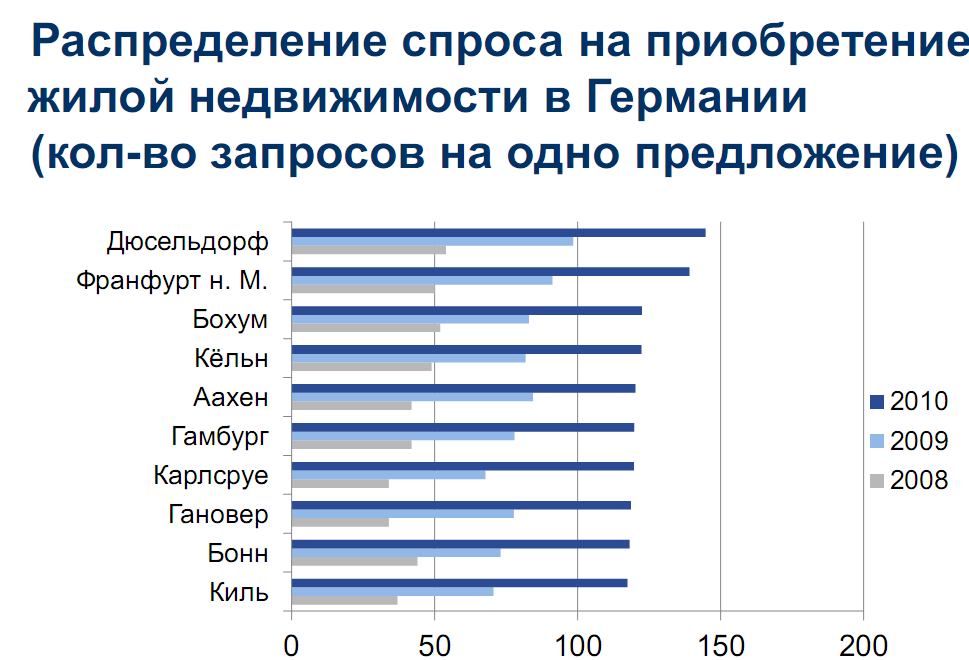 Распределение спроса на приобретение
жилой недвижимости в Германии
(кол-во запросов на одно предложение)
Дюсельдорф
Франфурт н. М.
Бохум
Кёльн
Аахен
Гамбург
Карлсруе
Гановер
Бонн
Киль
2010
2009
2008
0 50 100 150 200